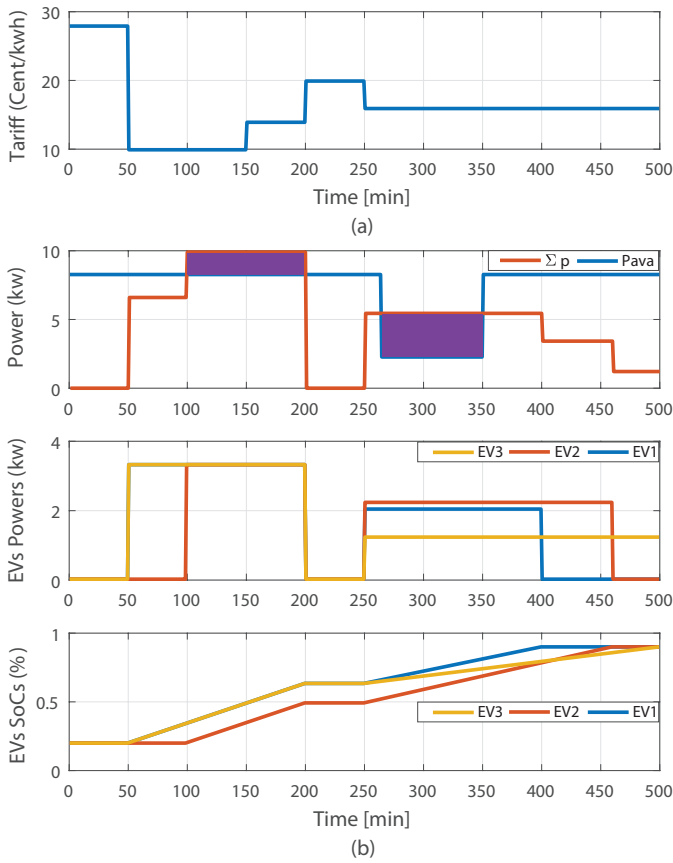 Tariff (Cent/kwh)
30
20
10
0 50 100 150 200 250 300 350 400 450 500
Time [min]
(a)
Power (kw)
10
5
0
Σ p Pava
0 50 100 150 200 250 300 350 400 450 500
EVs Powers (kw)
4
2
0
EV3 EV2 EV1
0 50 100 150 200 250 300 350 400 450 500
EVs SoCs (%)
1
0.5
0
EV3 EV2 EV1
0 50 100 150 200 250 300 350 400 450 500
Time [min]
(b)